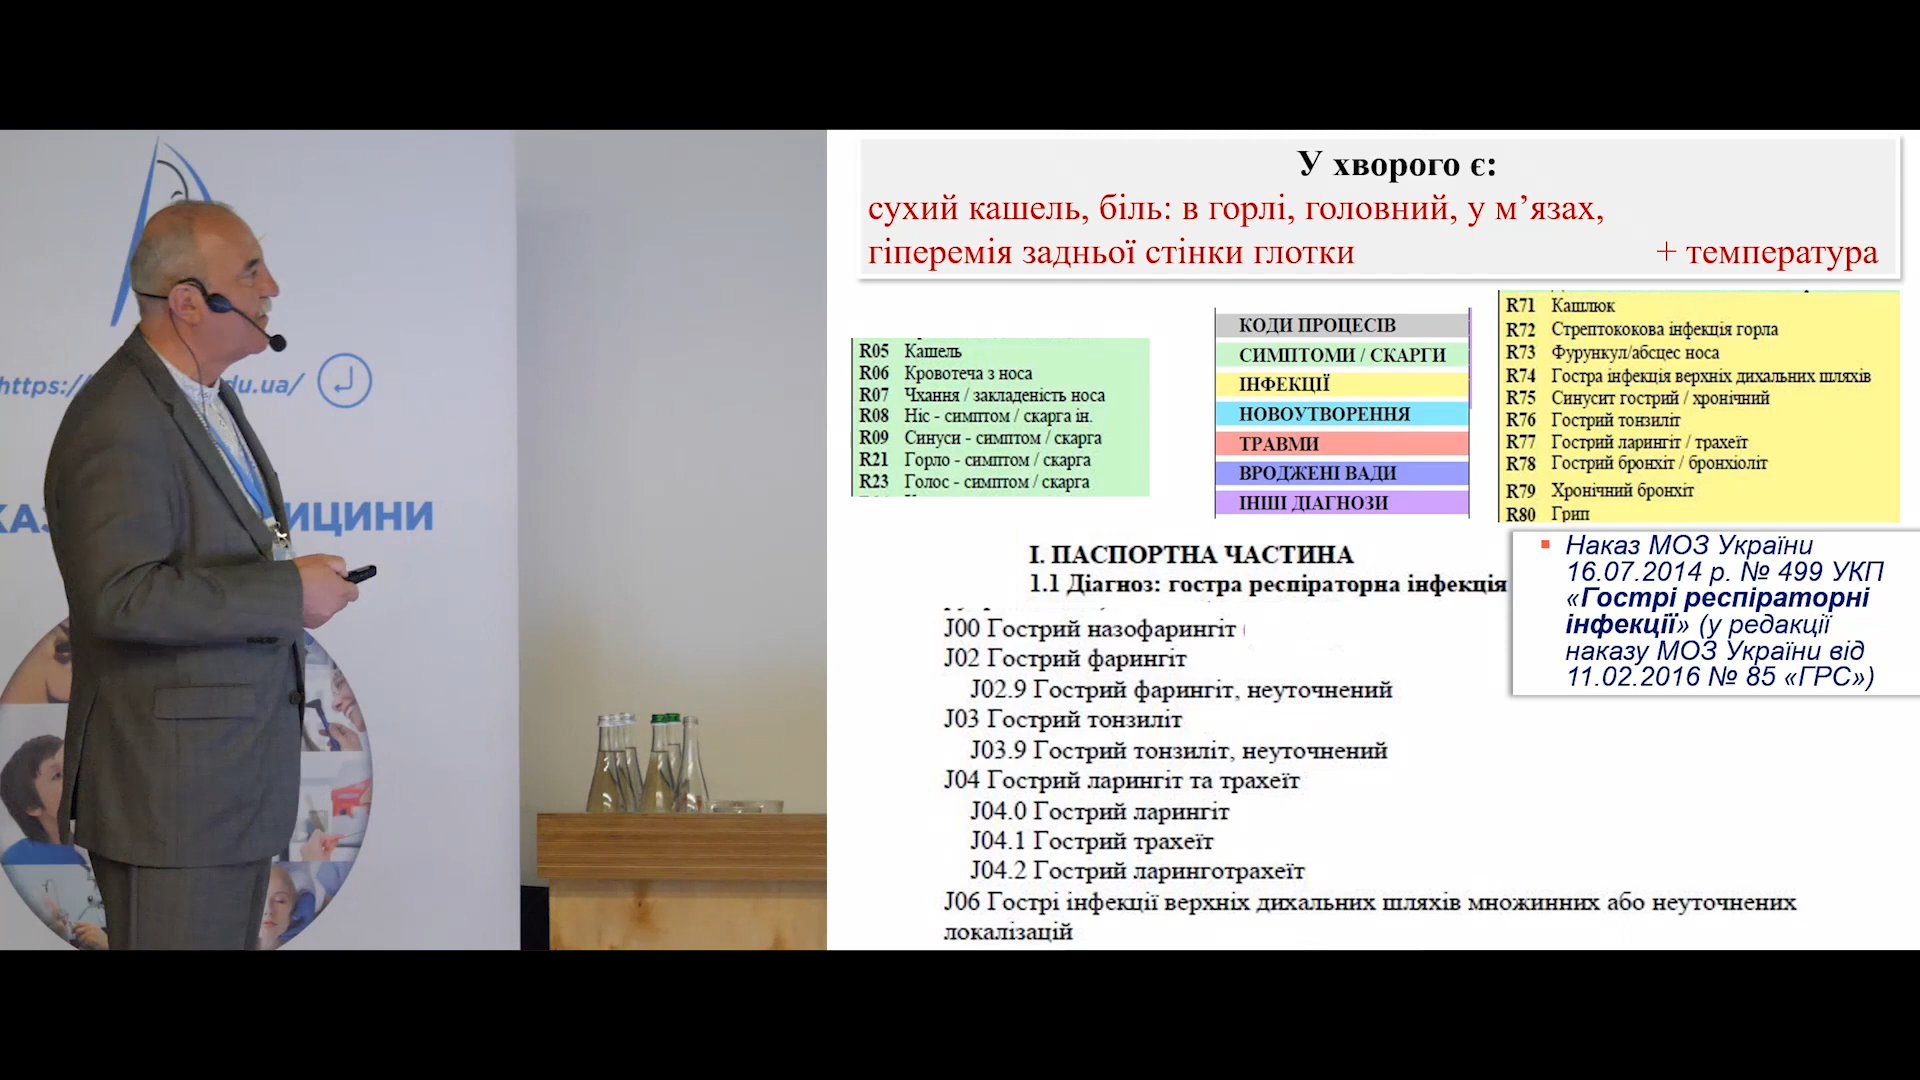 https://
du.ua/
ИЦИНИ
У хворого є:
сухий кашель, біль: в горлі, головний, у м’язах,
гіперемія задньої стінки глотки + температура
R05 Кашель
R06 Кровотеча з носа
R07 Чхання / закладеність носа
R08 Ніс - симптом / скарга ін.
R09 Синуси - симптом / скарга
R21 Горло - симптом / скарга
R23 Голос - симптом / скарга
КОДИ ПРОЦЕСІВ
СИМПТОМИ / СКАРГИ
ІНФЕКЦІЇ
НОВОУТВОРЕННЯ
ТРАВМИ
ВРОДЖЕНІ ВАДИ
ІНШІ ДІАГНОЗИ
R71 Кашлюк
R72 Стрептококова інфекція горла
R73 Фурункул/абсцес носа
R74 Гостра інфекція верхніх дихальних шляхів
R75 Синусит гострий / хронічний
R76 Гострий тонзиліт
R77 Гострий ларингіт / трахеїт
R78 Гострий бронхіт / бронхіоліт
R79 Хронічний бронхіт
R80 Грип
І. ПАСПОРТНА ЧАСТИНА
1.1 Діагноз: гостра респіраторна інфекція
J00 Гострий назофарингіт (
J02 Гострий фарингіт
J02.9 Гострий фарингіт, неуточнений
J03 Гострий тонзиліт
J03.9 Гострий тонзиліт, неуточнений
J04 Гострий ларингіт та трахеїт
J04.0 Гострий ларингіт
J04.1 Гострий трахеїт
J04.2 Гострий ларинготрахеїт
J06 Гострі інфекції верхніх дихальних шляхів множинних або неуточнених
локалізацій
▪ Наказ МОЗ України
16.07.2014 р. № 499 УКП
«Гострі респіраторні
інфекції» (у редакції
наказу МОЗ України від
11.02.2016 № 85 «ГРС»)